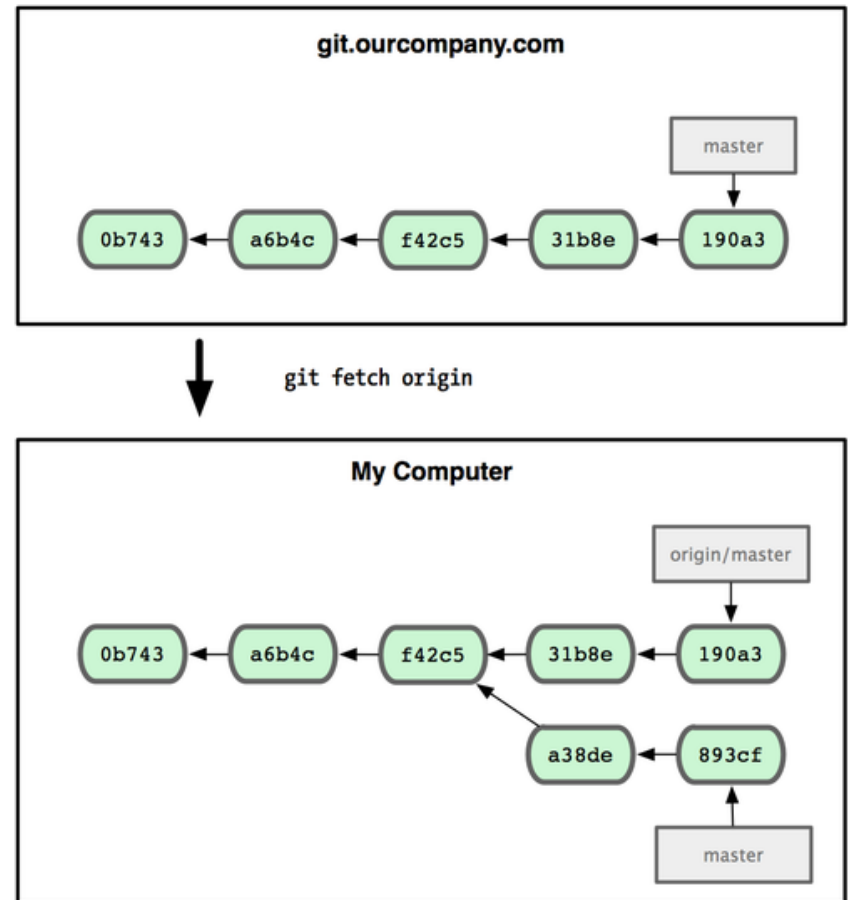 git.ourcompany.com
master
0b743 a6b4c f42c5 31b8e 190a3
git fetch origin
My Computer
origin/master
0b743 a6b4c f42c5 31b8e 190a3
a38de 893cf
master